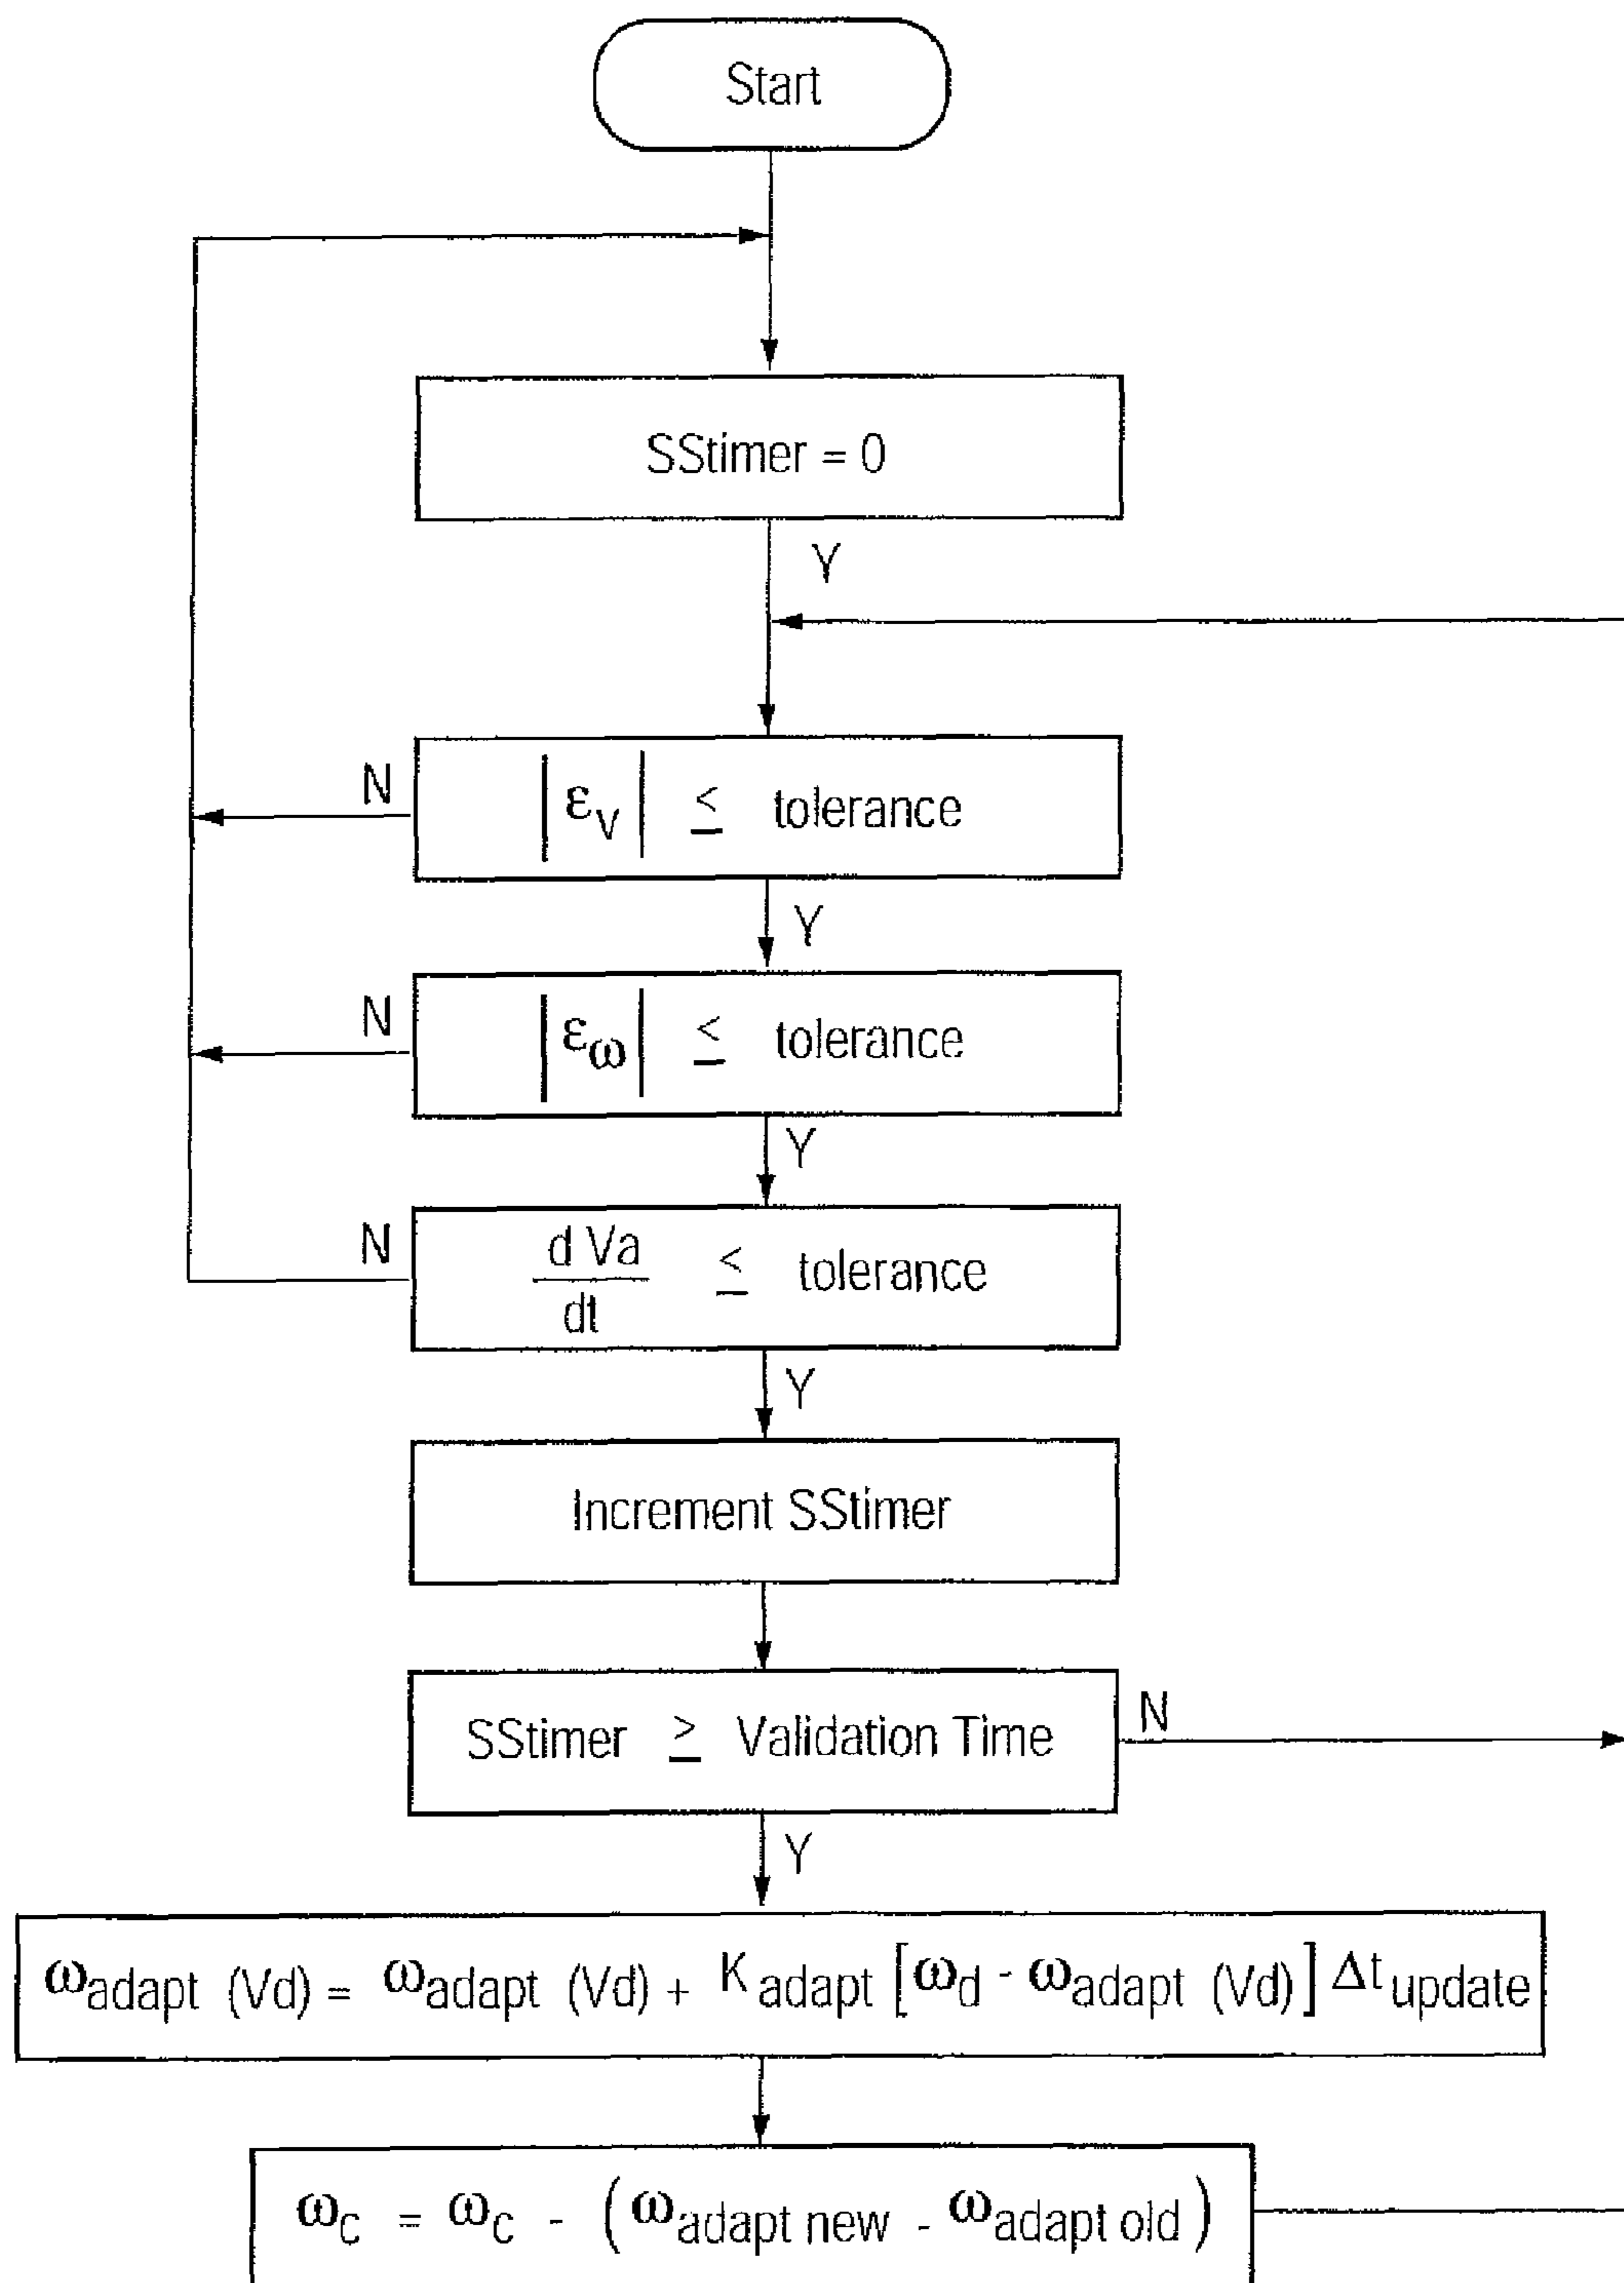 Start
SStimer = 0
Y
N
|εv| ≤ tolerance
Y
N
|εω| ≤ tolerance
Y
N
d Va
dt
≤ tolerance
Y
Increment SStimer
SStimer ≥ Validation Time
N
Y
ωadapt (Vd) = ωadapt (Vd) + Kadapt [ωd - ωadapt (Vd)] Δtupdate
ωc = ωc - (ωadapt new - ωadapt old)